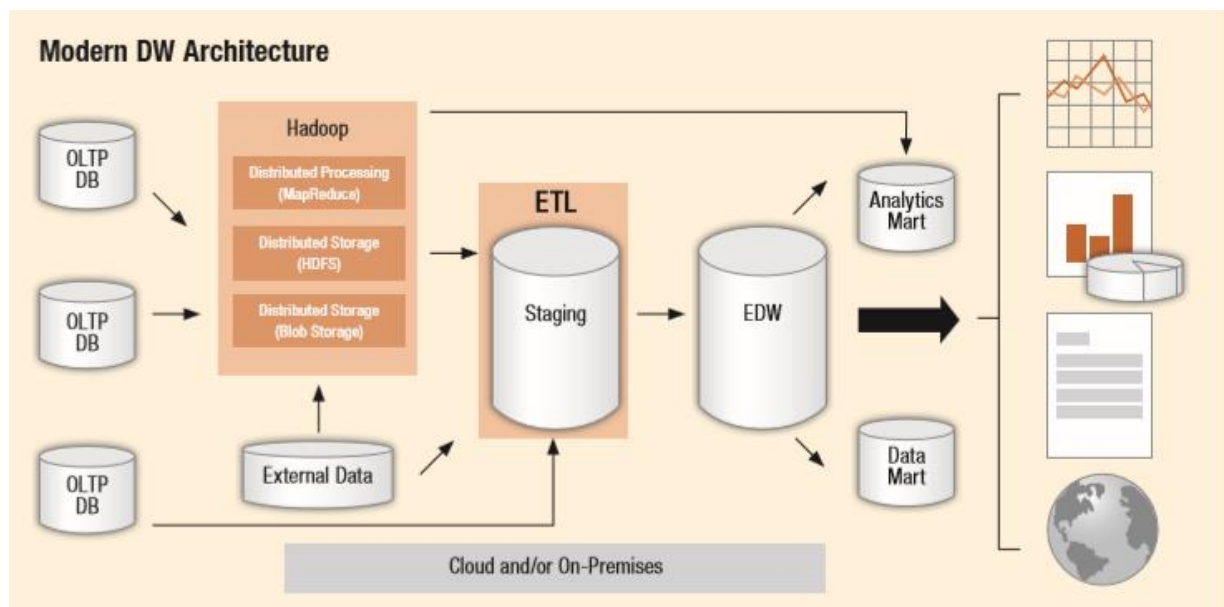 Modern DW Architecture
OLTP
DB
OLTP
DB
OLTP
DB
Hadoop
Distributed Processing
(MapReduce)
Distributed Storage
(HDFS)
Distributed Storage
(Blob Storage)
External Data
ETL
Staging
EDW
Analytics
Mart
Data
Mart
Cloud and/or On-Premises